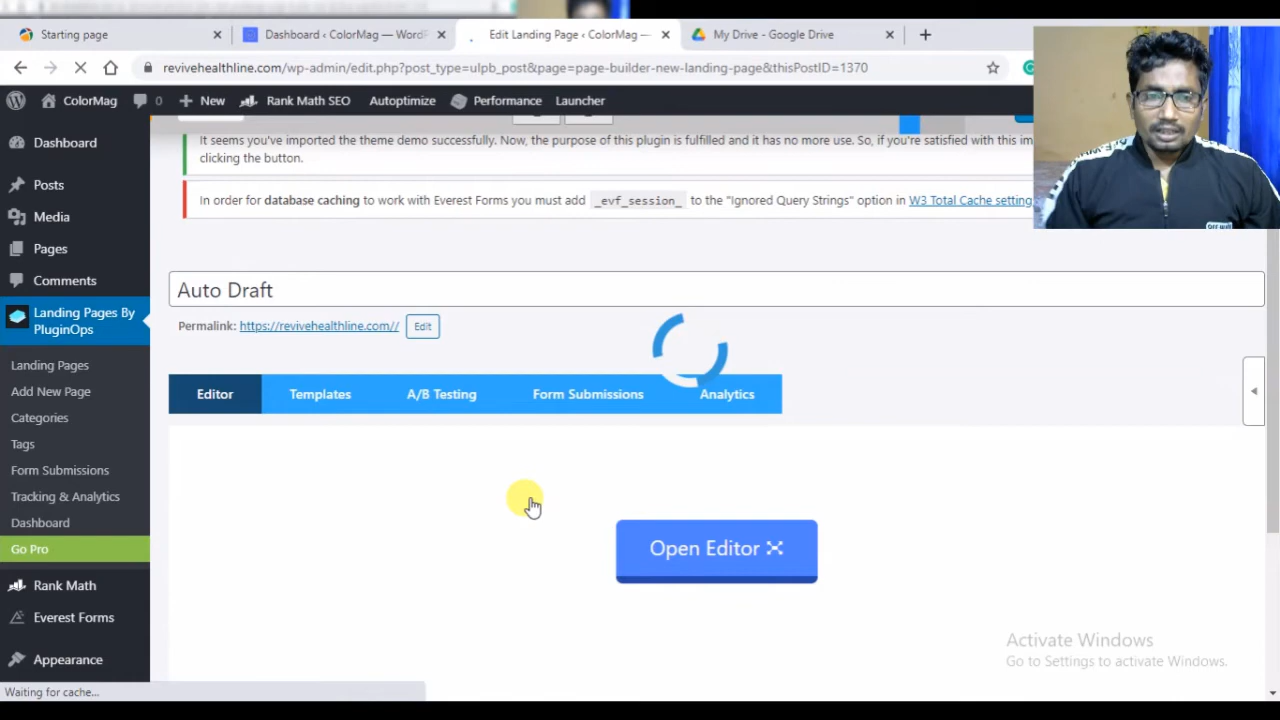 Starting page
Dashboard ‹ ColorMag — WordF
Edit Landing Page ‹ ColorMag —
My Drive - Google Drive
revivehealthline.com/wp-admin/edit.php?post_type=ulpb_post&page=page-builder-new-landing-page&thisPostID=1370
ColorMag
0
New
Rank Math SEO
Autoptimize
Performance
Launcher
Dashboard
Posts
Media
Pages
Comments
Landing Pages By
PluginOps
Landing Pages
Add New Page
Categories
Tags
Form Submissions
Tracking & Analytics
Dashboard
Go Pro
Rank Math
Everest Forms
Appearance
It seems you've imported the theme demo successfully. Now, the purpose of this plugin is fulfilled and it has no more use. So, if you're satisfied with this im
clicking the button.
In order for database caching to work with Everest Forms you must add _evf_session_ to the "Ignored Query Strings" option in W3 Total Cache setting
Auto Draft
Permalink: https://revivehealthline.com// Edit
Editor
Templates
A/B Testing
Form Submissions
Analytics
Open Editor
Activate Windows
Go to Settings to activate Windows.
Waiting for cache...